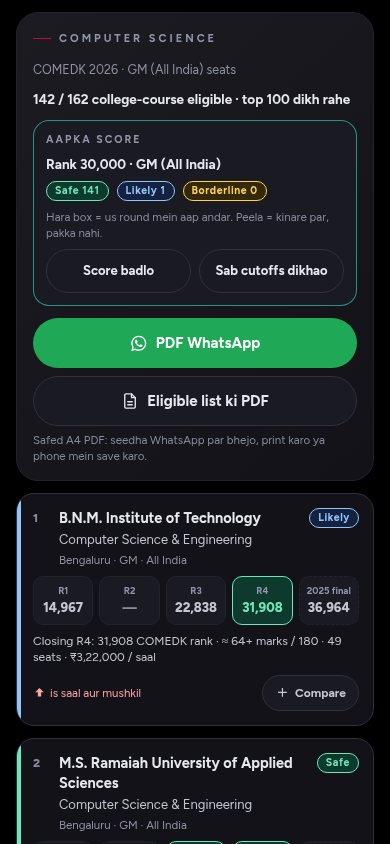 COMPUTER SCIENCE
COMEDK 2026 · GM (All India) seats
142 / 162 college-course eligible · top 100 dikh rahe
AAPKA SCORE
Rank 30,000 · GM (All India)
Safe 141 Likely 1 Borderline 0
Hara box = us round mein aap andar. Peela = kinare par,
pakka nahi.
Score badlo Sab cutoffs dikhao
PDF WhatsApp
Eligible list ki PDF
Safed A4 PDF: seedha WhatsApp par bhejo, print karo ya
phone mein save karo.
1 B.N.M. Institute of Technology Likely
Computer Science & Engineering
Bengaluru · GM · All India
R1 R2 R3 R4 2025 final
14,967 — 22,838 31,908 36,964
Closing R4: 31,908 COMEDK rank · ≈ 64+ marks / 180 · 49
seats · ₹3,22,000 / saal
is saal aur mushkil + Compare
2 M.S. Ramaiah University of Applied Safe
Sciences
Computer Science & Engineering
Bengaluru · GM · All India